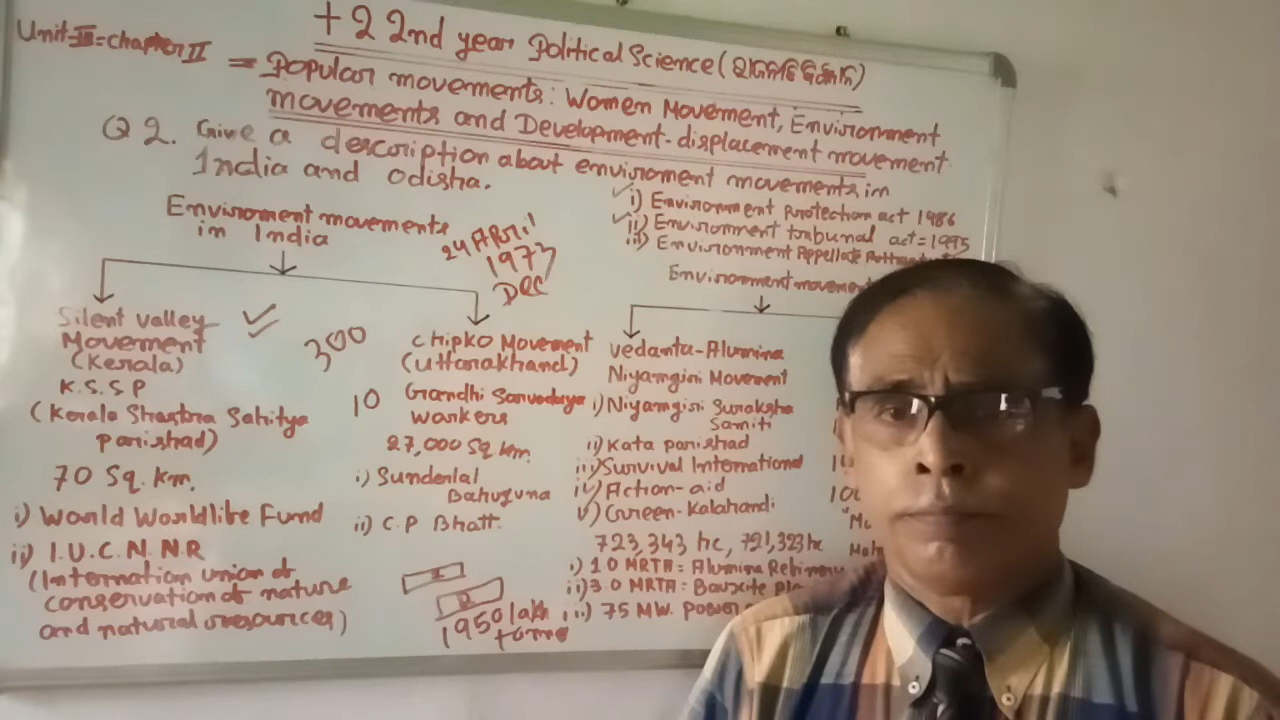 + 2 2nd year Political Science (ରାଜନୀତି ବିଜ୍ଞାନ)
Unit-III=chapter II
= Popular movements: Women Movement, Environment
movements and Development-displacement movement
Q 2. Give a description about enviroment movements in
India and Odisha.
Enviroment movements
in India
24 April
1973
Dec
Silent valley
Movement
(Kerala)
K.S.S.P
(Kerala Shastra Sahitya
parishad)
70 Sq. km.
i) World Worldlife Fund
ii) I.U.C.N.N.R
(Internation union of
conservation of nature
and natural resources)
300
10
Chipko Movement
(Uttarakhand)
Gandhi Sarvodaya
workers
27,000 Sq km.
i) Sunderlal
Bahuguna
ii) C.P Bhatt.
1
2
1950 lakh
tonne
i) Environment protection act 1986
ii) Environment tribunal act = 1995
iii) Environment Appellate
Environment movement
Vedanta-Alumina
Niyamgiri Movement
i) Niyamgiri Suraksha
Samiti
ii) Kata parishad
iii) Survival International
iv) Action-aid
v) Green-Kalahandi
723,343 hc, 721,323 hc
i) 1.0 MRTA = Alumina Refinery
ii) 3.0 MRTA = Bauxite
iii) 75 MW. Power